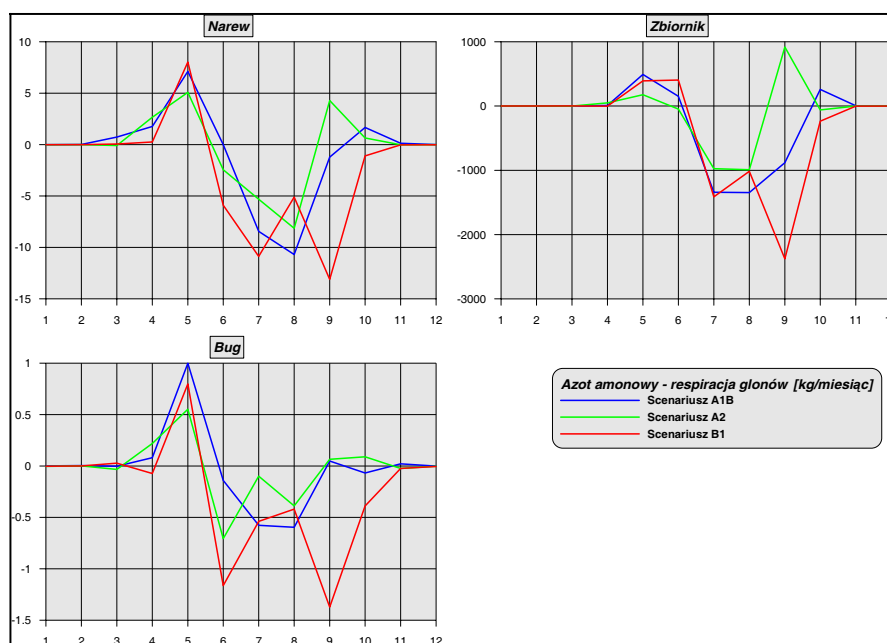 Narew
10
5
0
-5
-10
-15
1 2 3 4 5 6 7 8 9 10 11 12
Zbiornik
1000
0
-1000
-2000
-3000
1 2 3 4 5 6 7 8 9 10 11 1
Bug
1
0.5
0
-0.5
-1
-1.5
1 2 3 4 5 6 7 8 9 10 11 12
Azot amonowy - respiracja glonów [kg/miesiąc]
Scenariusz A1B
Scenariusz A2
Scenariusz B1